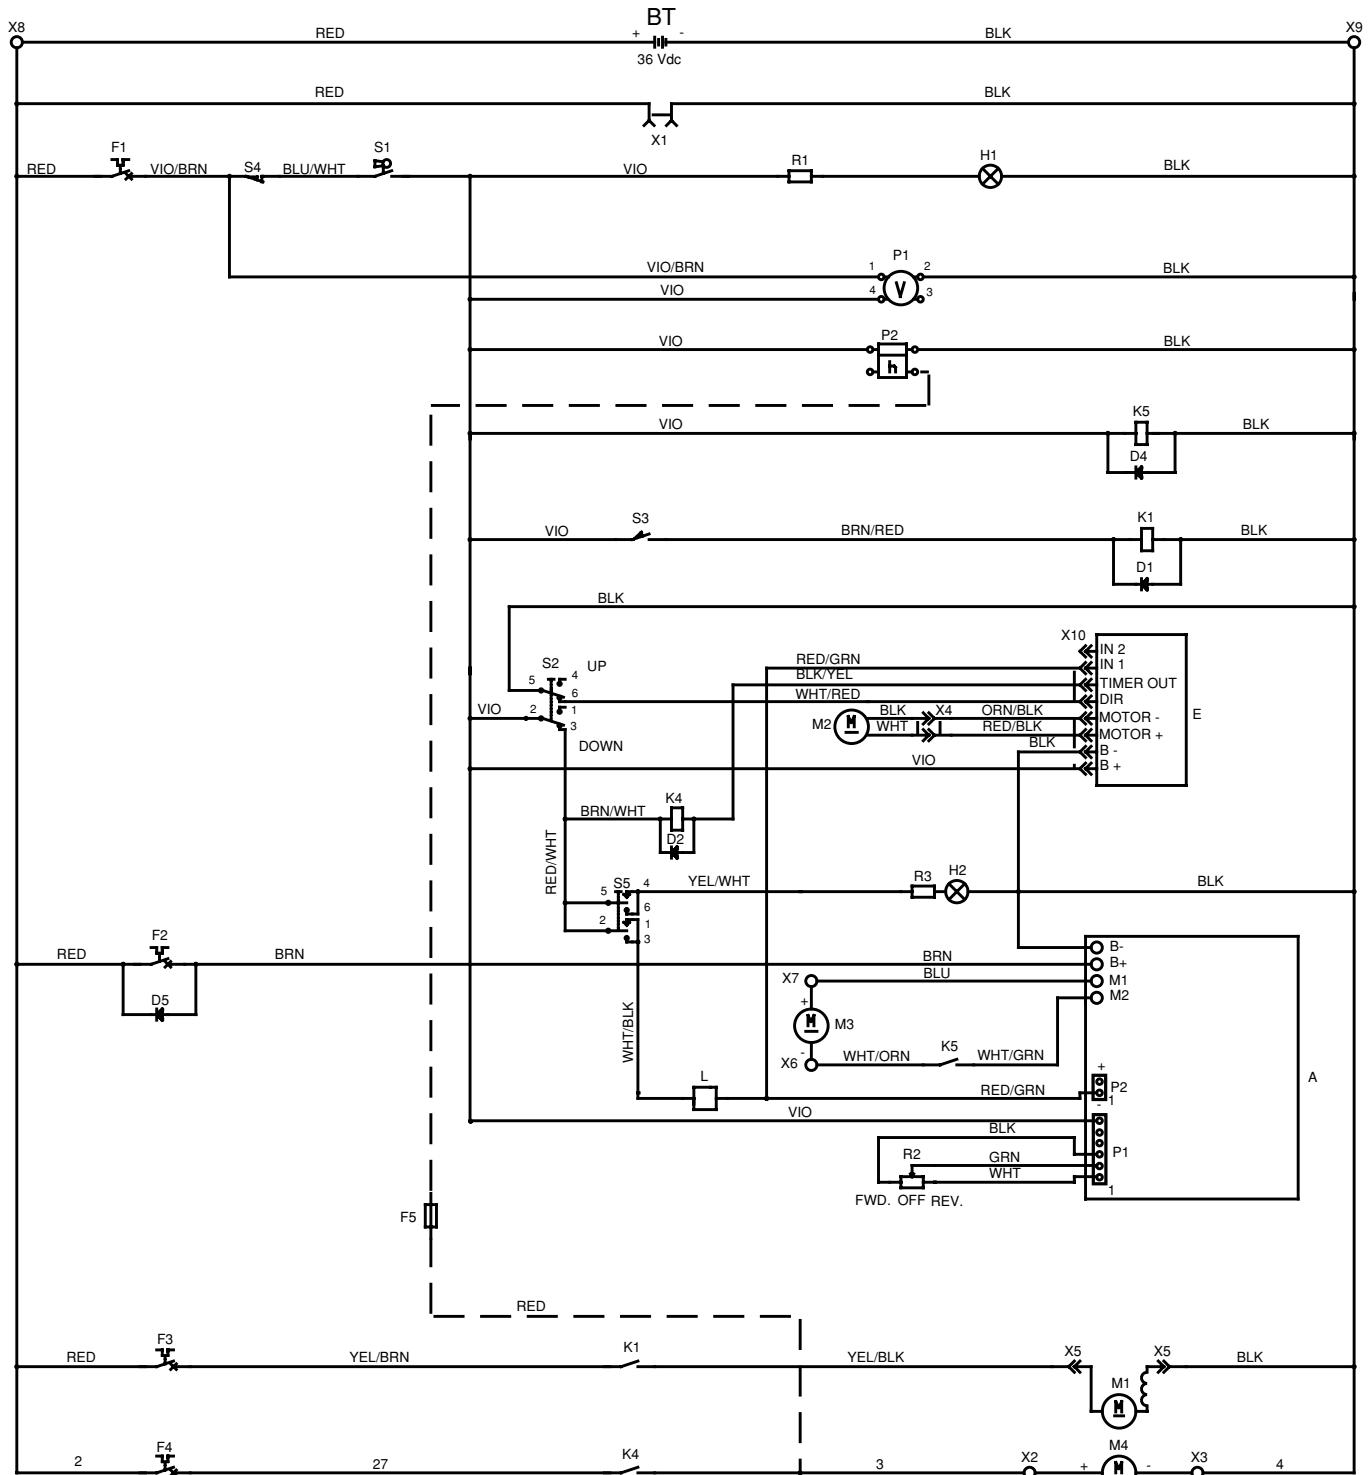 BT
X8
RED
+
-
BLK
X9
36 Vdc
RED
BLK
X1
F1
S4
S1
R1
H1
RED
VIO/BRN
BLU/WHT
VIO
BLK
P1
VIO/BRN
1
2
BLK
VIO
4
V
3
P2
VIO
BLK
h
K5
VIO
BLK
D4
S3
K1
VIO
BRN/RED
BLK
D1
BLK
X10
IN 2
S2
4
UP
RED/GRN
IN 1
5
BLK/YEL
TIMER OUT
6
WHT/RED
DIR
VIO
2
1
BLK
X4
ORN/BLK
MOTOR -
E
3
M2
M
WHT
RED/BLK
MOTOR +
DOWN
BLK
B -
VIO
B +
K4
BRN/WHT
D2
RED/WHT
S5
4
YEL/WHT
R3
H2
BLK
5
6
2
1
3
F2
B-
RED
BRN
BRN
B+
X7
BLU
M1
D5
+
M2
M
M3
WHT/BLK
-
WHT/ORN
K5
WHT/GRN
X6
+
A
L
RED/GRN
P2
1
-
VIO
BLK
R2
GRN
P1
WHT
1
FWD. OFF REV.
F5
RED
F3
K1
RED
YEL/BRN
YEL/BLK
X5
X5
BLK
M1
M
F4
K4
M4
2
27
3
X2
+
M
-
X3
4